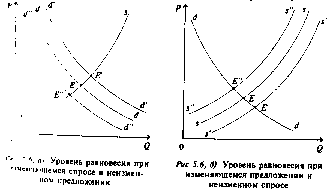 P d'' d d' s
P d s'' s s'
E'' E E'
E'' E E'
d'
d
d''
s''
s
s'
d
Q
0 Q
5.6, а) Уровень равновесия при
изменяющемся спросе и неизмен-
ном предложении
Рис 5.6, б) Уровень равновесия при
изменяющемся предложении и
неизменном спросе